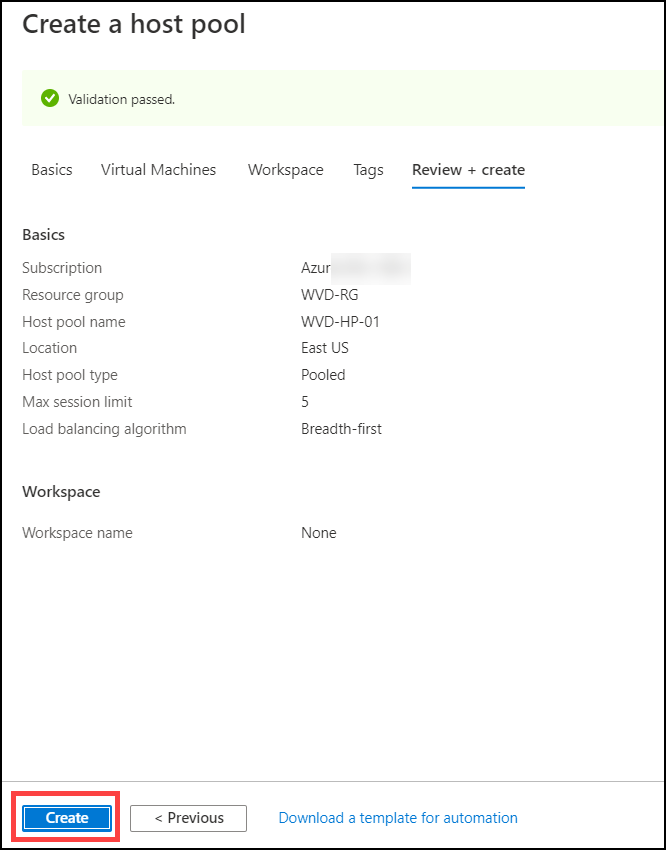 Create a host pool
Validation passed.
Basics Virtual Machines Workspace Tags Review + create
Basics
Subscription Azur
Resource group WVD-RG
Host pool name WVD-HP-01
Location East US
Host pool type Pooled
Max session limit 5
Load balancing algorithm Breadth-first
Workspace
Workspace name None
Create < Previous Download a template for automation